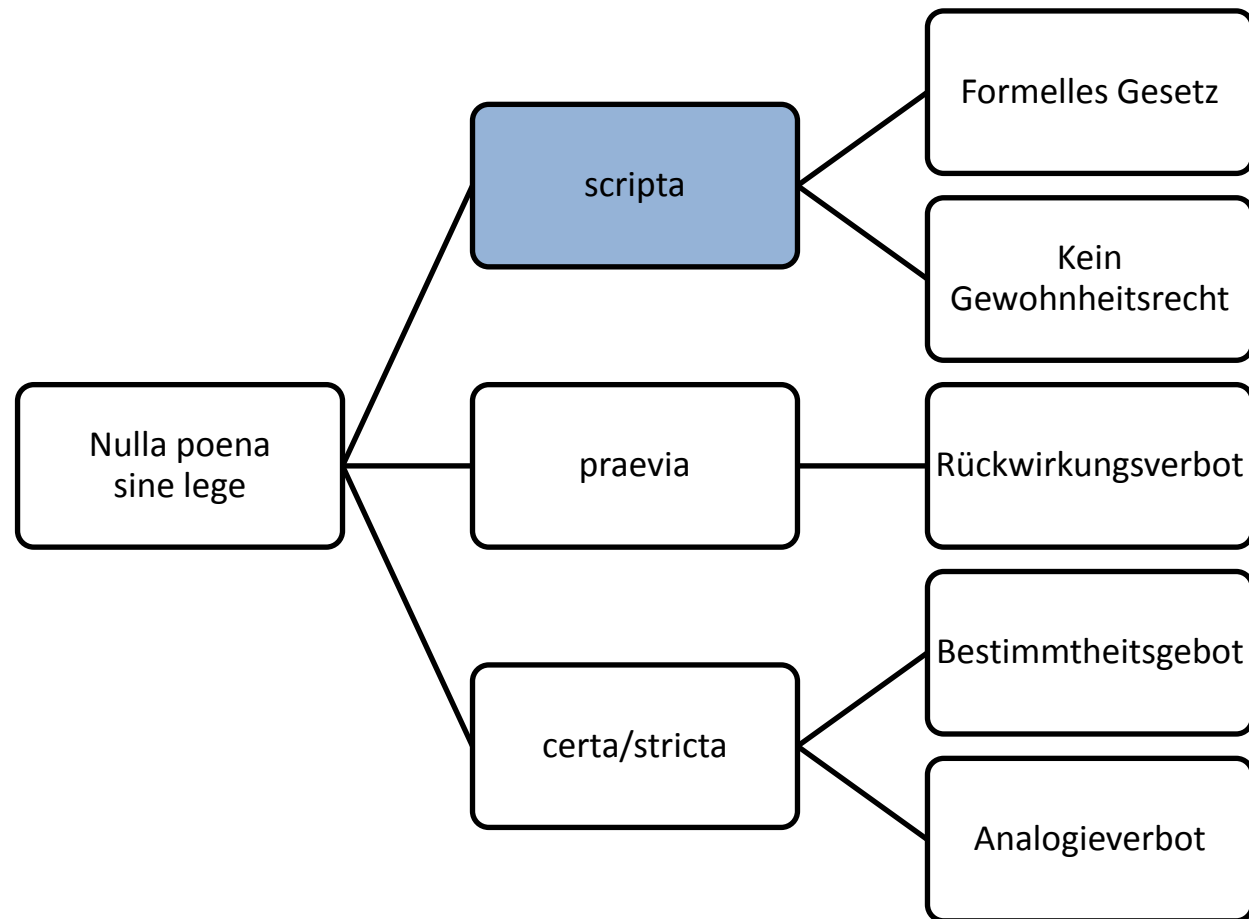 Nulla poena
sine lege
scripta
Formelles Gesetz
Kein
Gewohnheitsrecht
praevia
Rückwirkungsverbot
certa/stricta
Bestimmtheitsgebot
Analogieverbot